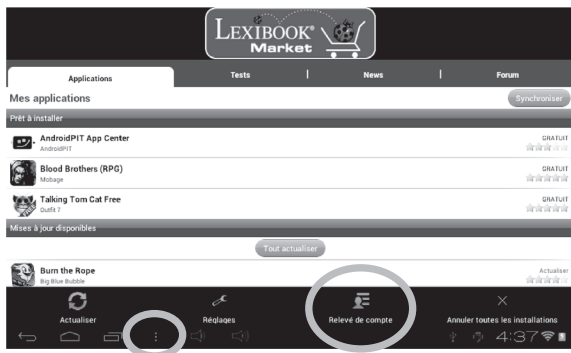 LEXIBOOK®
Market
Applications Tests | News | Forum
Mes applications Synchroniser
Prêt à installer
AndroidPIT App Center GRATUIT
AndroidPIT
Blood Brothers (RPG) GRATUIT
Mobage
Talking Tom Cat Free GRATUIT
Outfit 7
Mises à jour disponibles
Tout actualiser
Burn the Rope Actualiser
Big Blue Bubble
Actualiser Réglages Relevé de compte Annuler toutes les installations
4:37